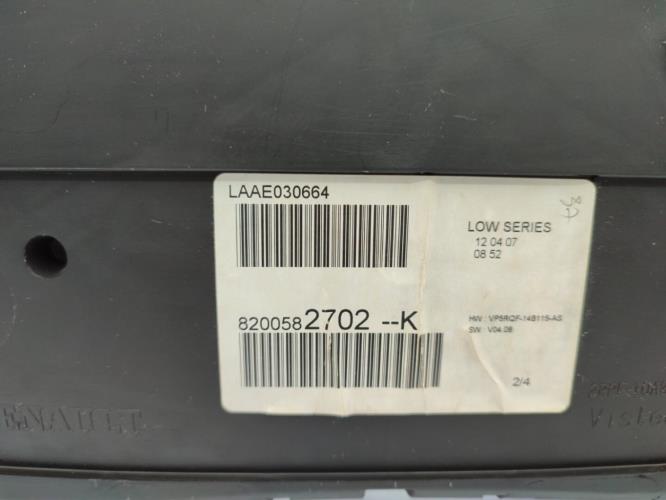 LAAE030664
LOW SERIES
12 04 07
08 52
8200582702 --K
HW : VP5RQF-14B115-AS
SW : V04.08
2/4